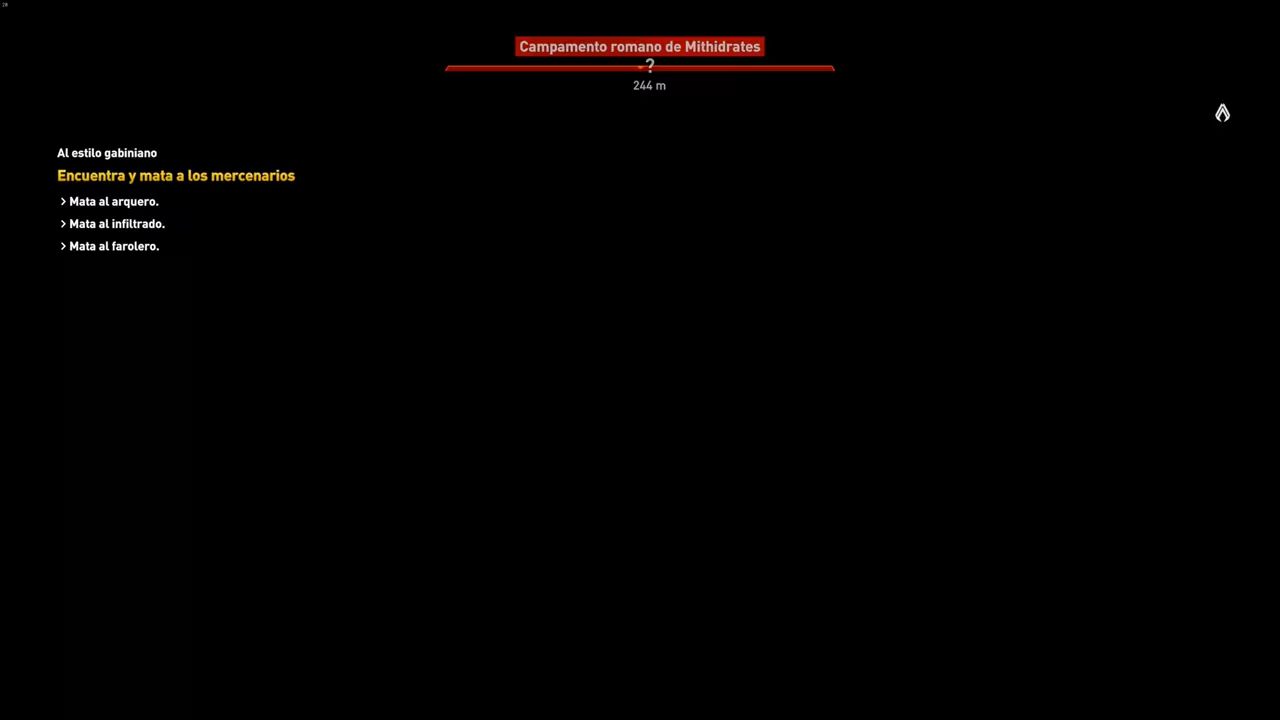 28
Campamento romano de Mithidrates
?
244 m
Al estilo gabiniano
Encuentra y mata a los mercenarios
> Mata al arquero.
> Mata al infiltrado.
> Mata al farolero.